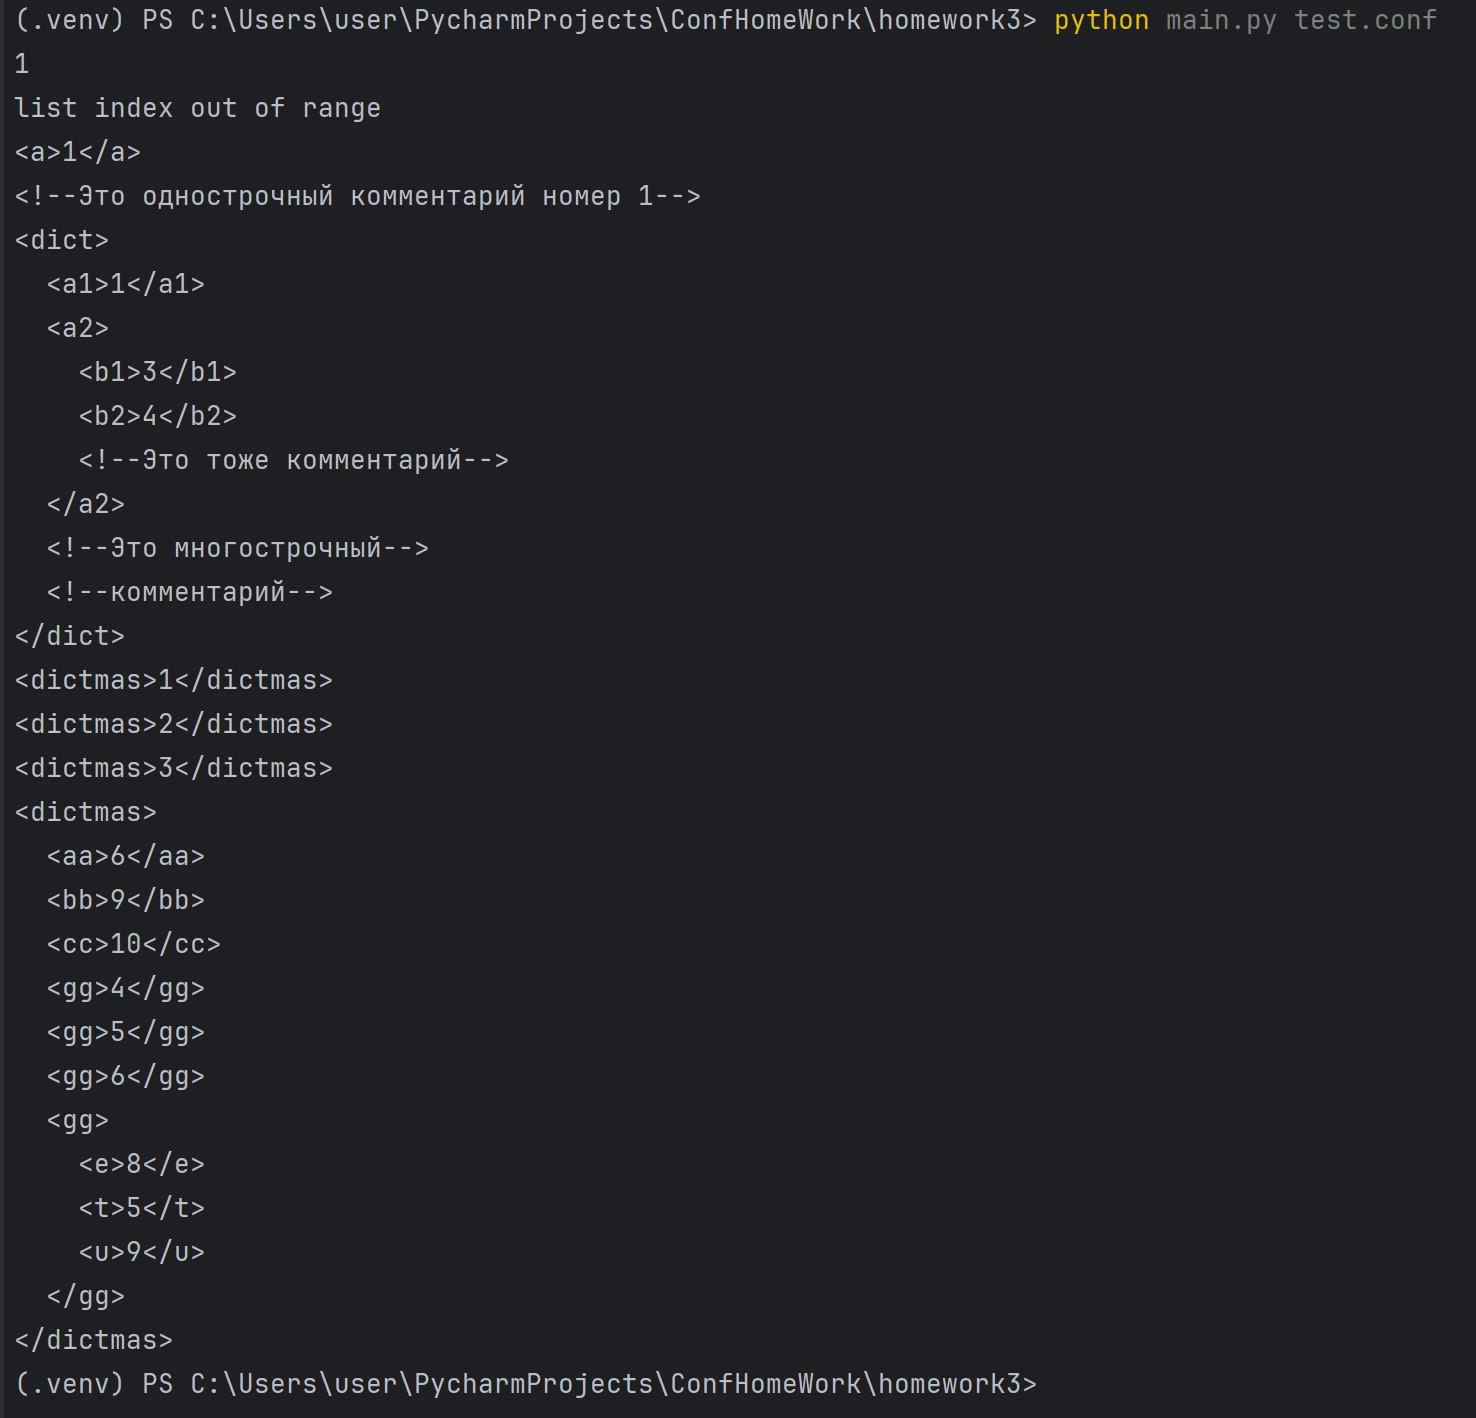 (.venv) PS C:\Users\user\PycharmProjects\ConfHomeWork\homework3> python main.py test.conf
1
list index out of range
<a>1</a>
<!--Это однострочный комментарий номер 1-->
<dict>
  <a1>1</a1>
  <a2>
    <b1>3</b1>
    <b2>4</b2>
    <!--Это тоже комментарий-->
  </a2>
  <!--Это многострочный-->
  <!--комментарий-->
</dict>
<dictmas>1</dictmas>
<dictmas>2</dictmas>
<dictmas>3</dictmas>
<dictmas>
  <aa>6</aa>
  <bb>9</bb>
  <cc>10</cc>
  <gg>4</gg>
  <gg>5</gg>
  <gg>6</gg>
  <gg>
    <e>8</e>
    <t>5</t>
    <u>9</u>
  </gg>
</dictmas>
(.venv) PS C:\Users\user\PycharmProjects\ConfHomeWork\homework3>